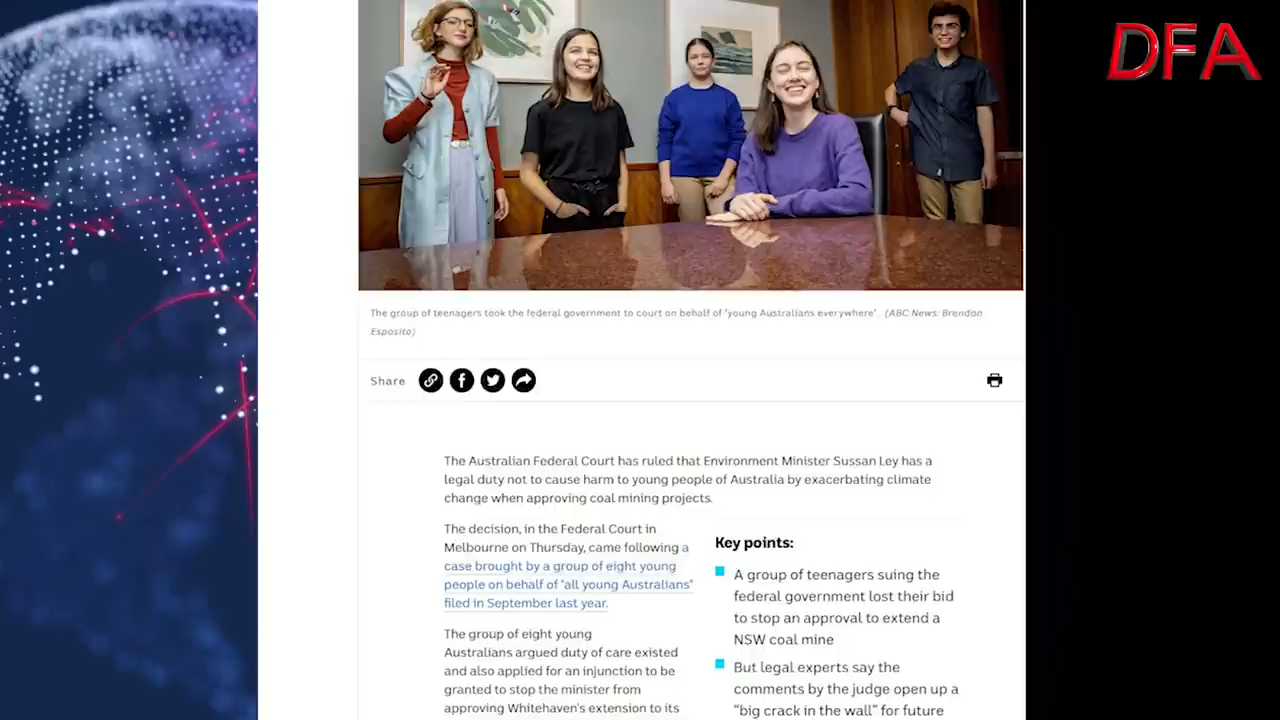 DFA
The group of teenagers took the federal government to court on behalf of "young Australians everywhere". (ABC News: Brendan
Esposito)
Share
The Australian Federal Court has ruled that Environment Minister Sussan Ley has a
legal duty not to cause harm to young people of Australia by exacerbating climate
change when approving coal mining projects.
The decision, in the Federal Court in
Melbourne on Thursday, came following a
case brought by a group of eight young
people on behalf of "all young Australians"
filed in September last year.
The group of eight young
Australians argued duty of care existed
and also applied for an injunction to be
granted to stop the minister from
approving Whitehaven's extension to its
Key points:
A group of teenagers suing the
federal government lost their bid
to stop an approval to extend a
NSW coal mine
But legal experts say the
comments by the judge open up a
"big crack in the wall" for future